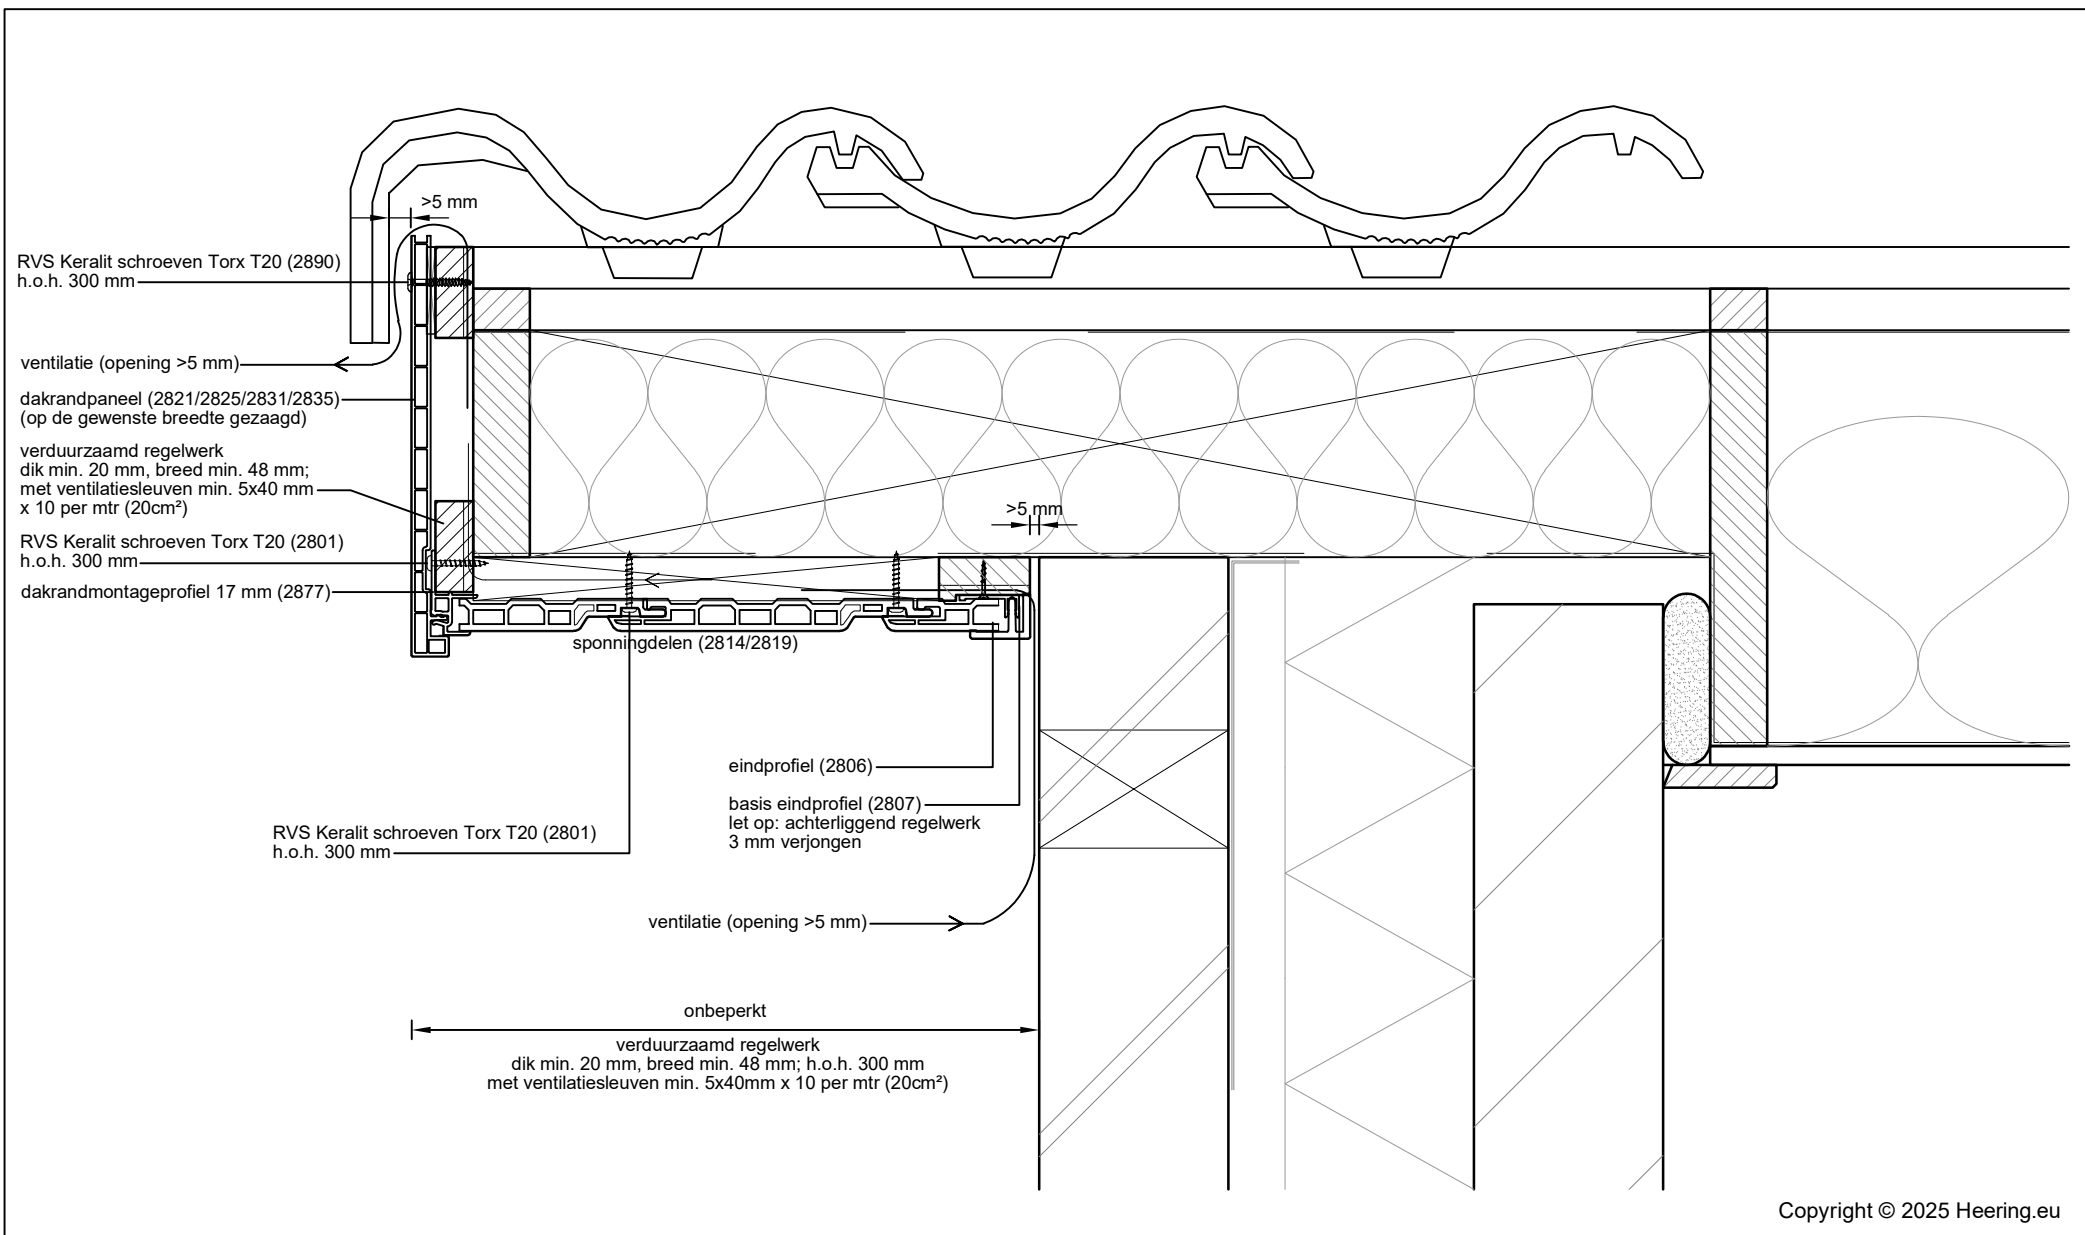 >5 mm
RVS Keralit schroeven Torx T20 (2890)
h.o.h. 300 mm
ventilatie (opening >5 mm)
dakrandpaneel (2821/2825/2831/2835)
(op de gewenste breedte gezaagd)
verduurzaamd regelwerk
dik min. 20 mm, breed min. 48 mm;
met ventilatiesleuven min. 5x40 mm
x 10 per mtr (20cm²)
>5 mm
RVS Keralit schroeven Torx T20 (2801)
h.o.h. 300 mm
dakrandmontageprofiel 17 mm (2877)
sponningdelen (2814/2819)
eindprofiel (2806)
basis eindprofiel (2807)
let op: achterliggend regelwerk
3 mm verjongen
RVS Keralit schroeven Torx T20 (2801)
h.o.h. 300 mm
ventilatie (opening >5 mm)
onbeperkt
verduurzaamd regelwerk
dik min. 20 mm, breed min. 48 mm; h.o.h. 300 mm
met ventilatiesleuven min. 5x40mm x 10 per mtr (20cm²)
Copyright © 2025 Heering.eu